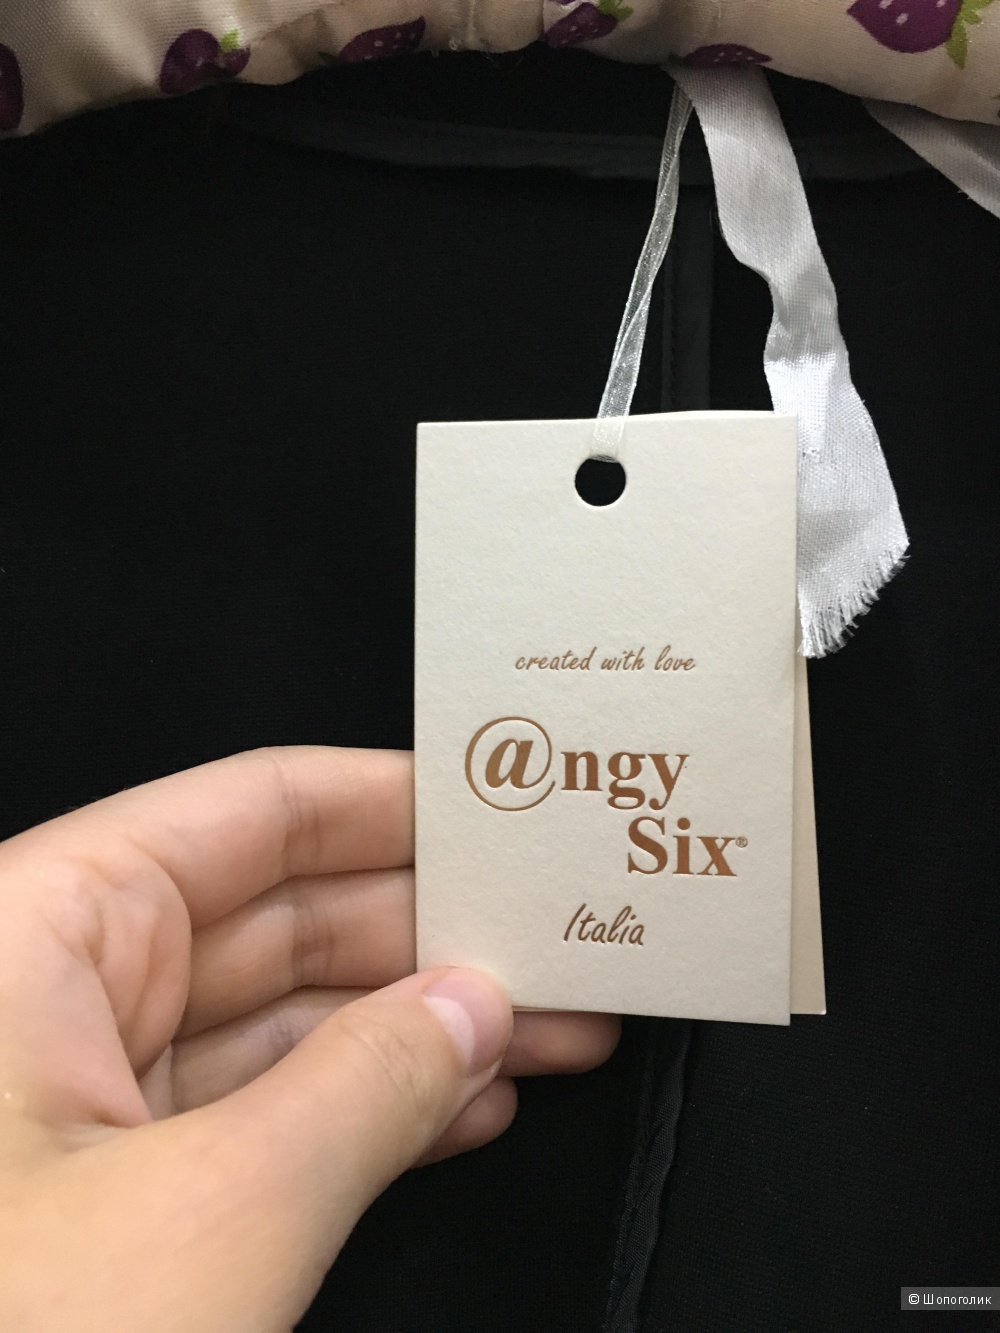 created with love
@ngy
Six®
Italia
© Шопоголик